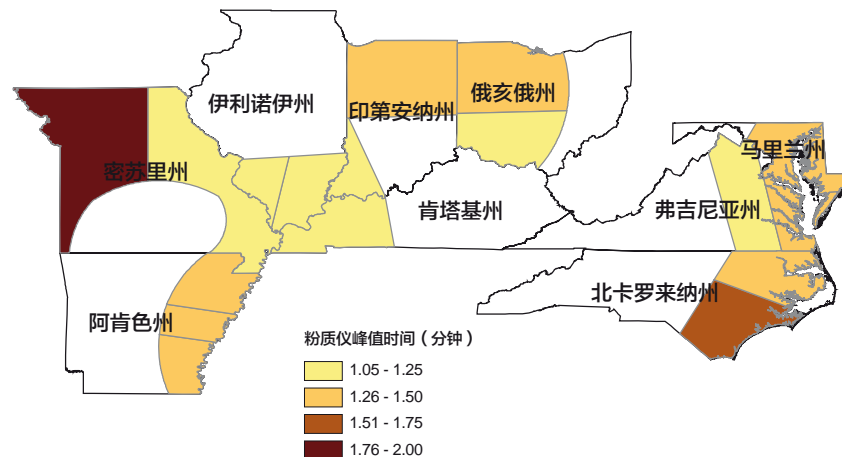 伊利诺伊州
印第安纳州
俄亥俄州
密苏里州
马里兰州
肯塔基州
弗吉尼亚州
阿肯色州
北卡罗来纳州
粉质仪峰值时间（分钟）
1.05 - 1.25
1.26 - 1.50
1.51 - 1.75
1.76 - 2.00